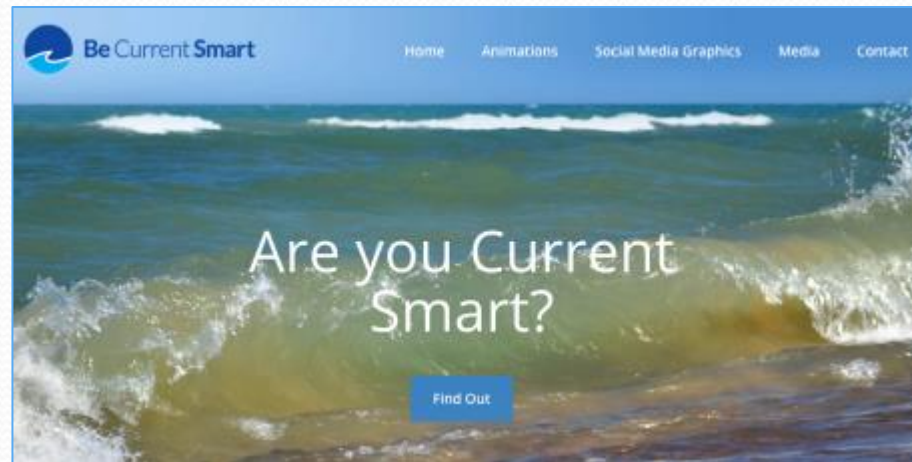 Be Current Smart
Home Animations Social Media Graphics Media Contact
Are you Current
Smart?
Find Out